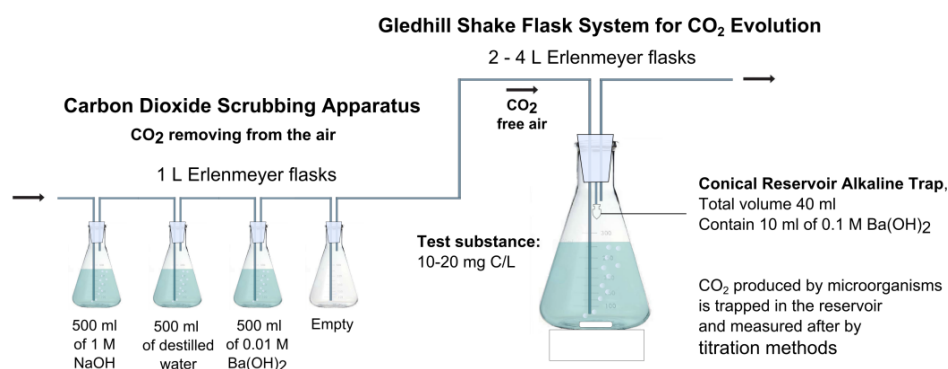 Gledhill Shake Flask System for CO2 Evolution
2 - 4 L Erlenmeyer flasks
Carbon Dioxide Scrubbing Apparatus
CO2 removing from the air
1 L Erlenmeyer flasks
CO2
free air
Conical Reservoir Alkaline Trap,
Total volume 40 ml
Contain 10 ml of 0.1 M Ba(OH)2
Test substance:
10-20 mg C/L
CO2 produced by microorganisms
is trapped in the reservoir
and measured after by
titration methods
500 ml
of 1 M
NaOH
500 ml
of destilled
water
500 ml
of 0.01 M
Ba(OH)2
Empty